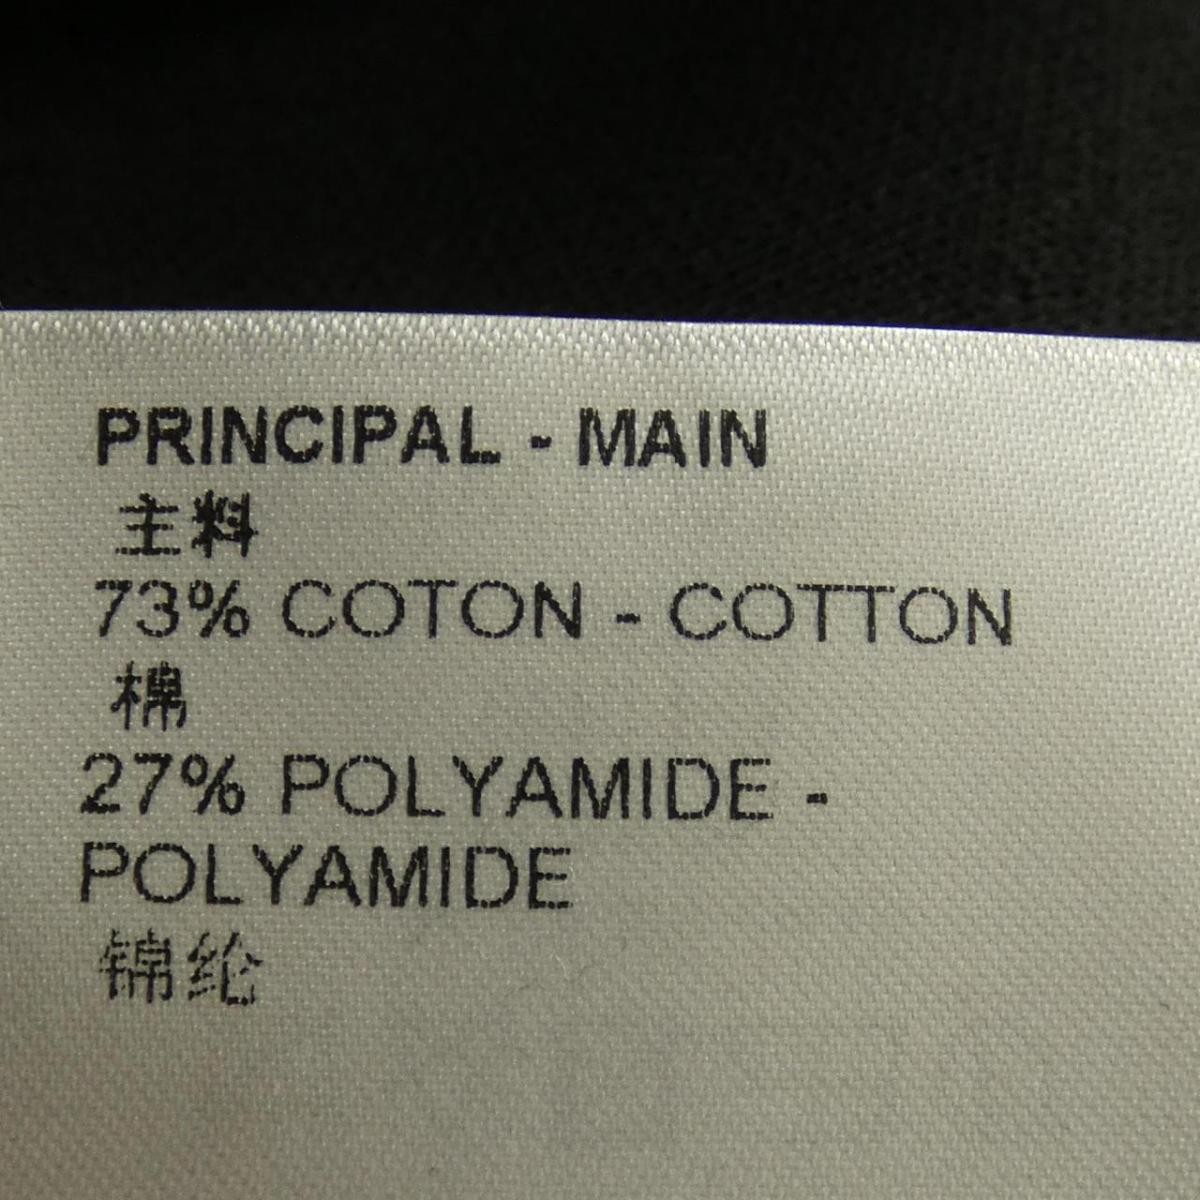 PRINCIPAL - MAIN
主料
73% COTON - COTTON
棉
27% POLYAMIDE -
POLYAMIDE
锦纶